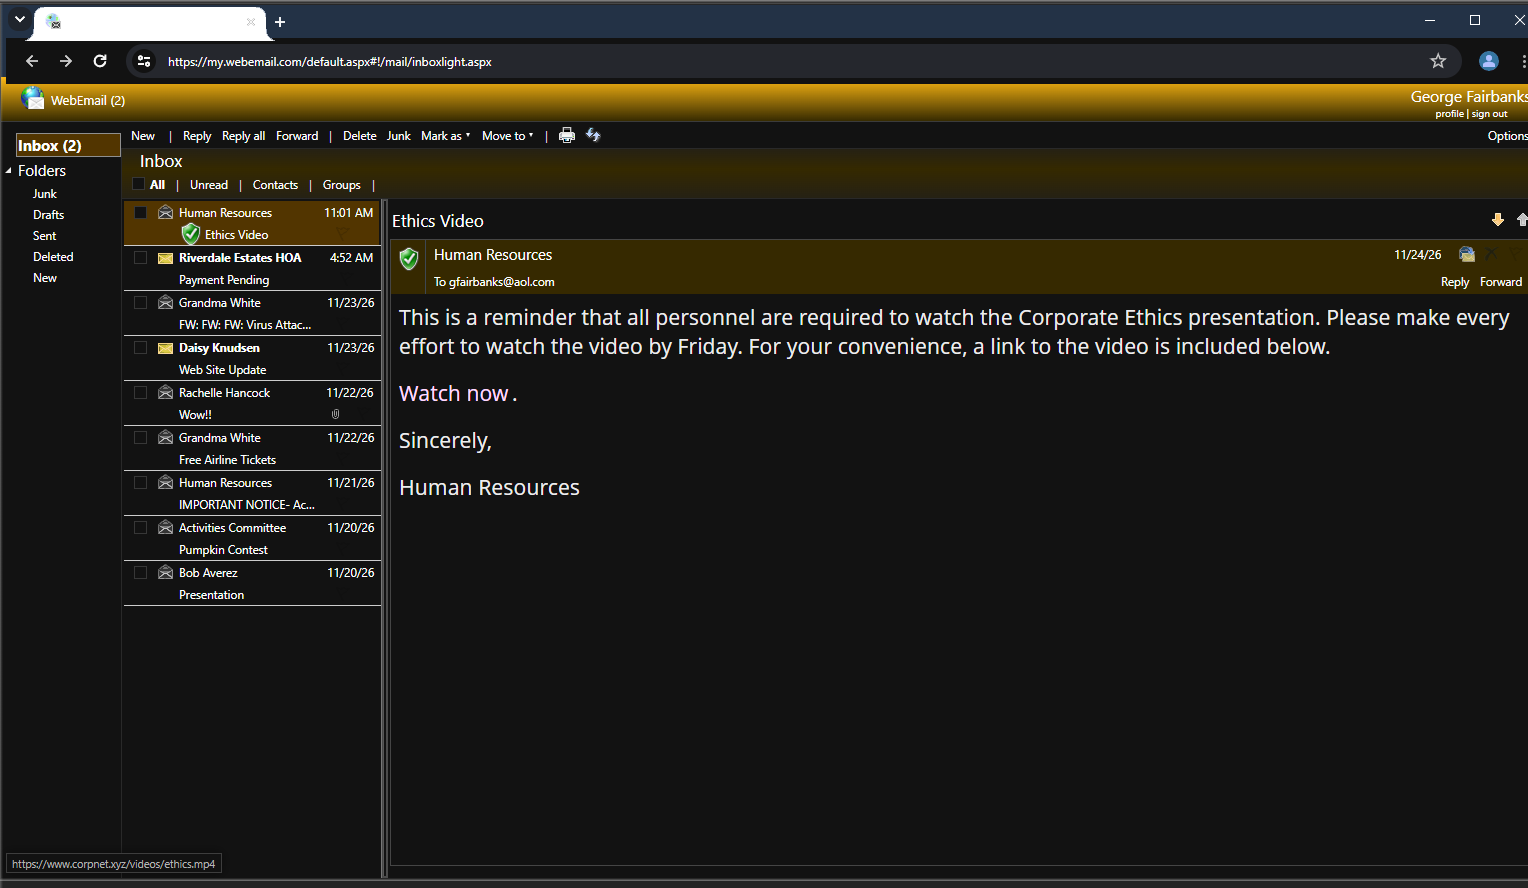 https://my.webemail.com/default.aspx#!/mail/inboxlight.aspx
WebEmail (2)
George Fairbanks
profile | sign out
New | Reply Reply all Forward | Delete Junk Mark as Move to |
Options
Inbox (2)
Folders
Junk
Drafts
Sent
Deleted
New
Inbox
All | Unread | Contacts | Groups |
Human Resources 11:01 AM
Ethics Video
Riverdale Estates HOA 4:52 AM
Payment Pending
Grandma White 11/23/26
FW: FW: FW: Virus Attac...
Daisy Knudsen 11/23/26
Web Site Update
Rachelle Hancock 11/22/26
Wow!!
Grandma White 11/22/26
Free Airline Tickets
Human Resources 11/21/26
IMPORTANT NOTICE- Ac...
Activities Committee 11/20/26
Pumpkin Contest
Bob Averez 11/20/26
Presentation
Ethics Video
Human Resources 11/24/26
To gfairbanks@aol.com
Reply Forward
This is a reminder that all personnel are required to watch the Corporate Ethics presentation. Please make every
effort to watch the video by Friday. For your convenience, a link to the video is included below.
Watch now .
Sincerely,
Human Resources
https://www.corpnet.xyz/videos/ethics.mp4